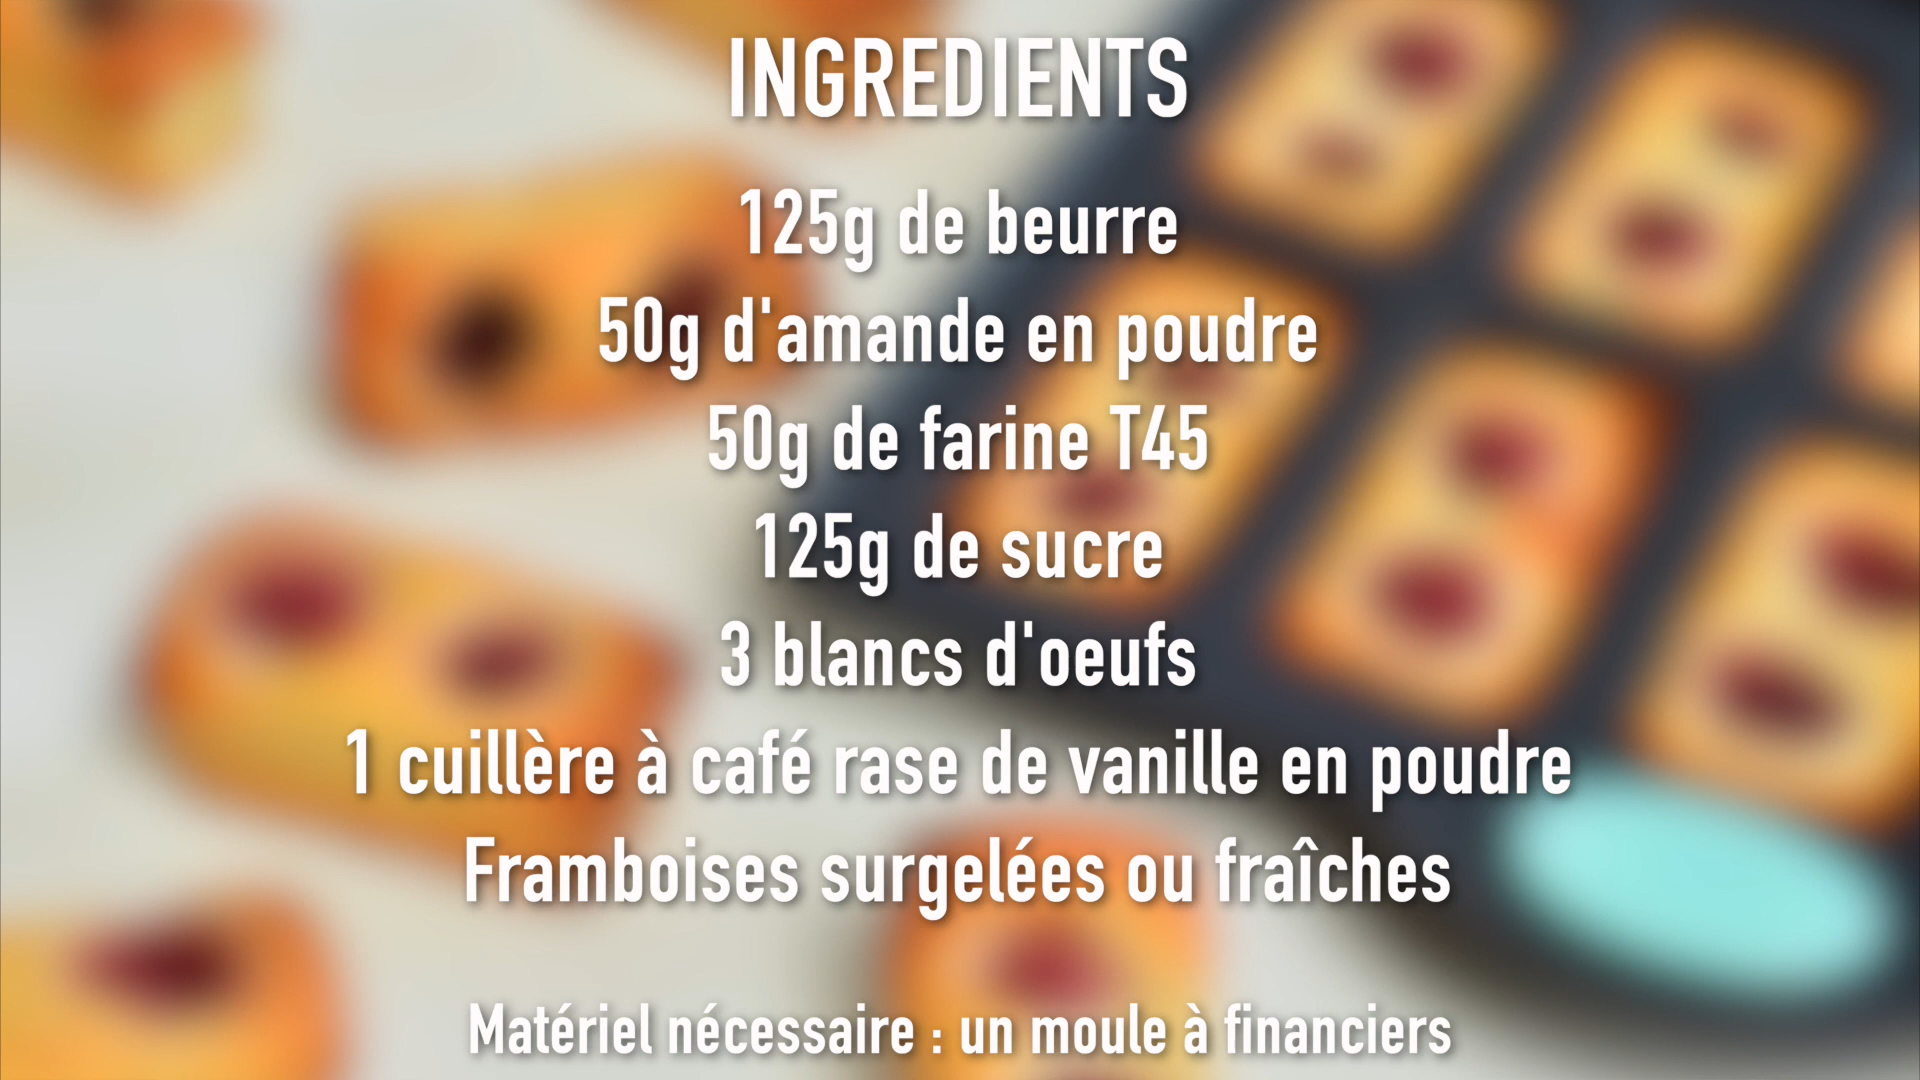 INGREDIENTS
125g de beurre
50g d'amande en poudre
50g de farine T45
125g de sucre
3 blancs d'oeufs
1 cuillère à café rase de vanille en poudre
Framboises surgelées ou fraîches
Matériel nécessaire : un moule à financiers